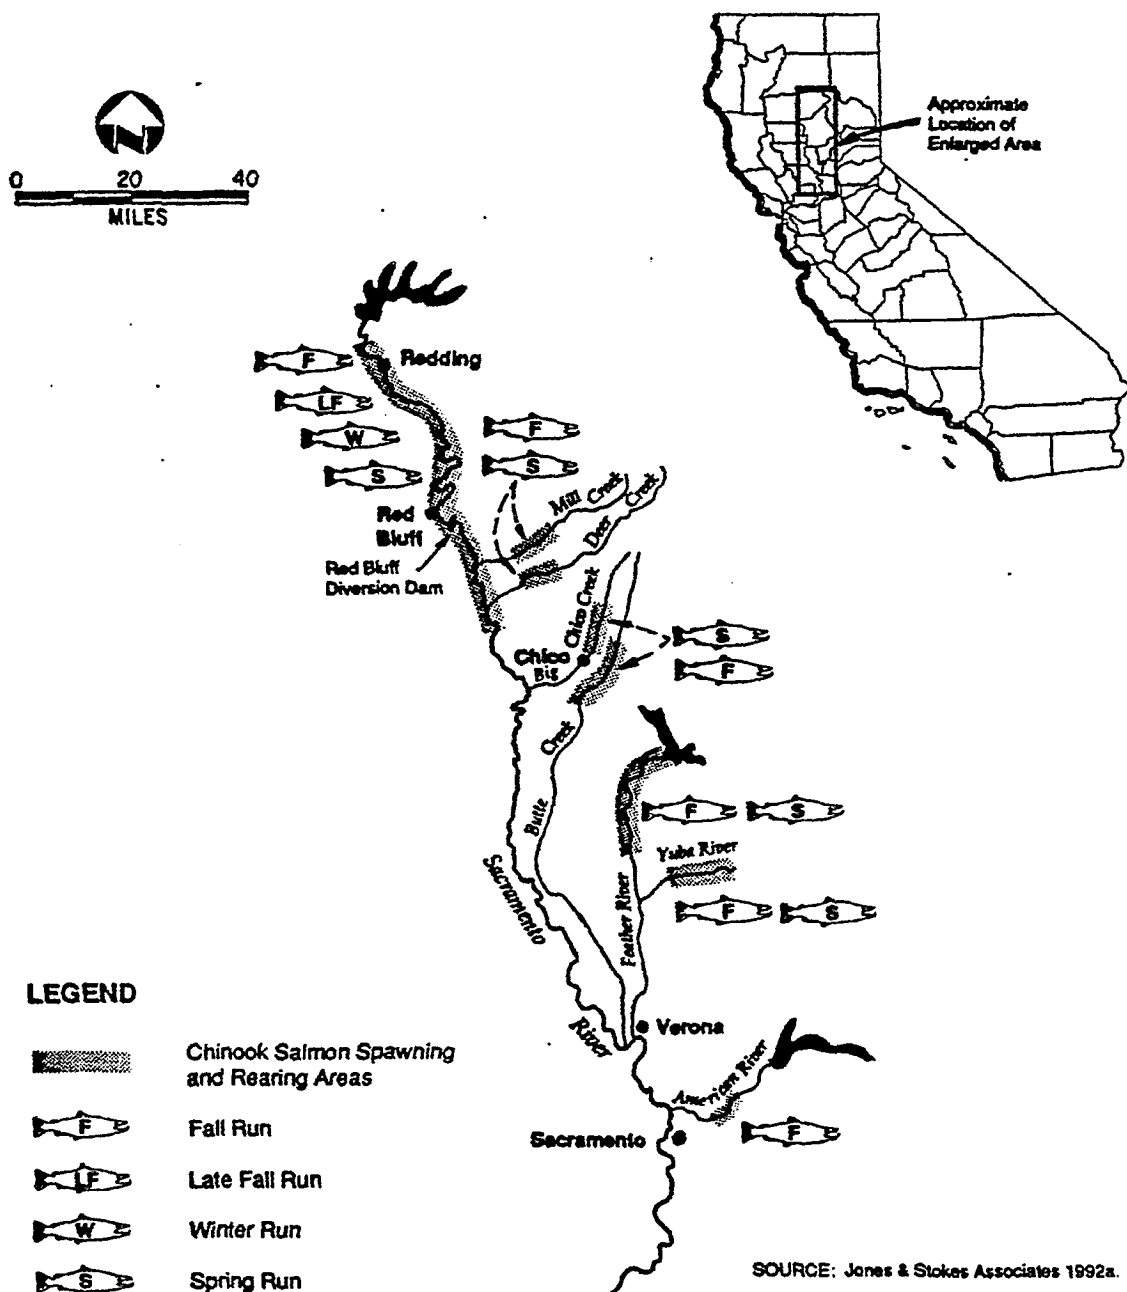 Approximate
Location of
Enlarged Area
N
0 20 40
MILES
F
Redding
LF
W
S
F
S
Mill Creek
Deer Creek
Red
Bluff
Red Bluff
Diversion Dam
Chico Creek
Chico
Big
S
F
Butte Creek
F
S
Yuba River
F
S
Feather River
Sacramento River
Verona
American River
Sacramento
F
LEGEND
Chinook Salmon Spawning
and Rearing Areas
F Fall Run
LF Late Fall Run
W Winter Run
S Spring Run
SOURCE: Jones & Stokes Associates 1992a.